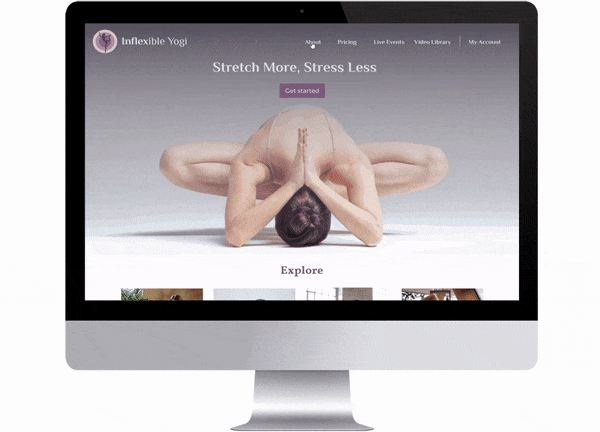 Inflexible Yogi
About
Pricing
Live Events
Video Library
My Account
Stretch More, Stress Less
Get started
Explore